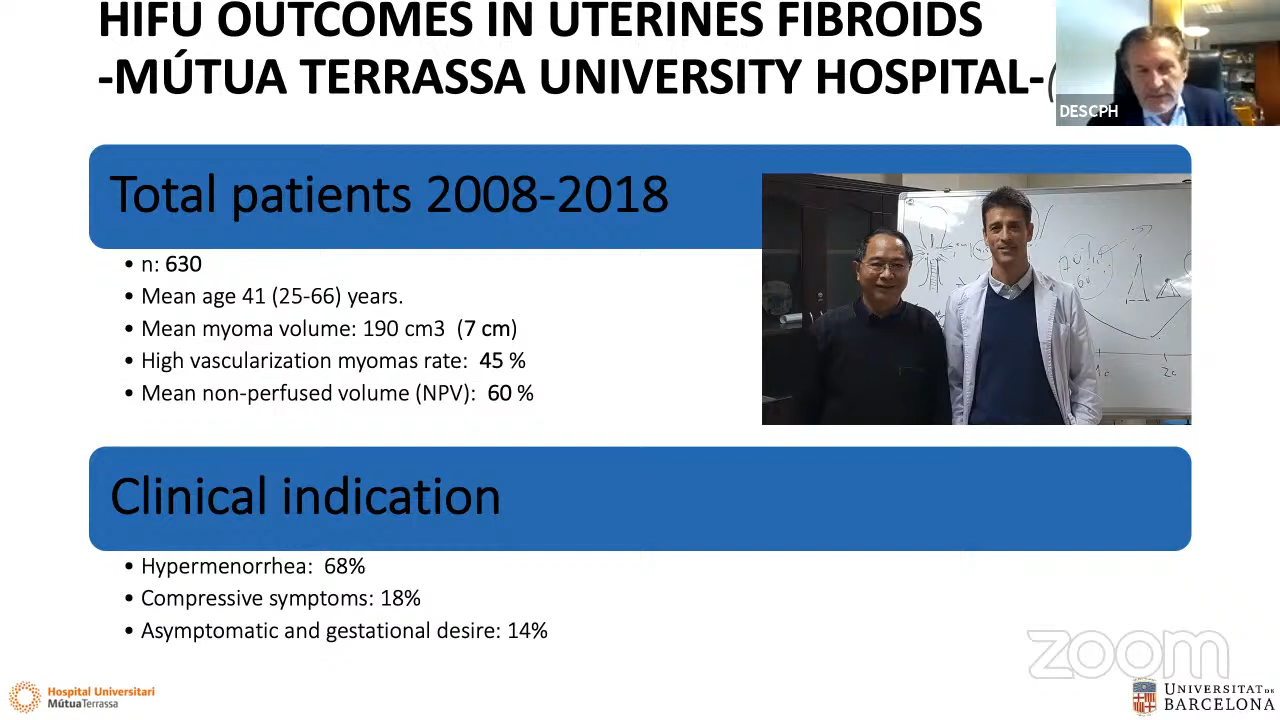 HIFU OUTCOMES IN UTERINES FIBROIDS
-MÚTUA TERRASSA UNIVERSITY HOSPITAL-(
DESCPH
Total patients 2008-2018
• n: 630
• Mean age 41 (25-66) years.
• Mean myoma volume: 190 cm3 (7 cm)
• High vascularization myomas rate: 45 %
• Mean non-perfused volume (NPV): 60 %
Clinical indication
• Hypermenorrhea: 68%
• Compressive symptoms: 18%
• Asymptomatic and gestational desire: 14%
zoom
Hospital Universitari
MútuaTerrassa
UNIVERSITAT DE
BARCELONA